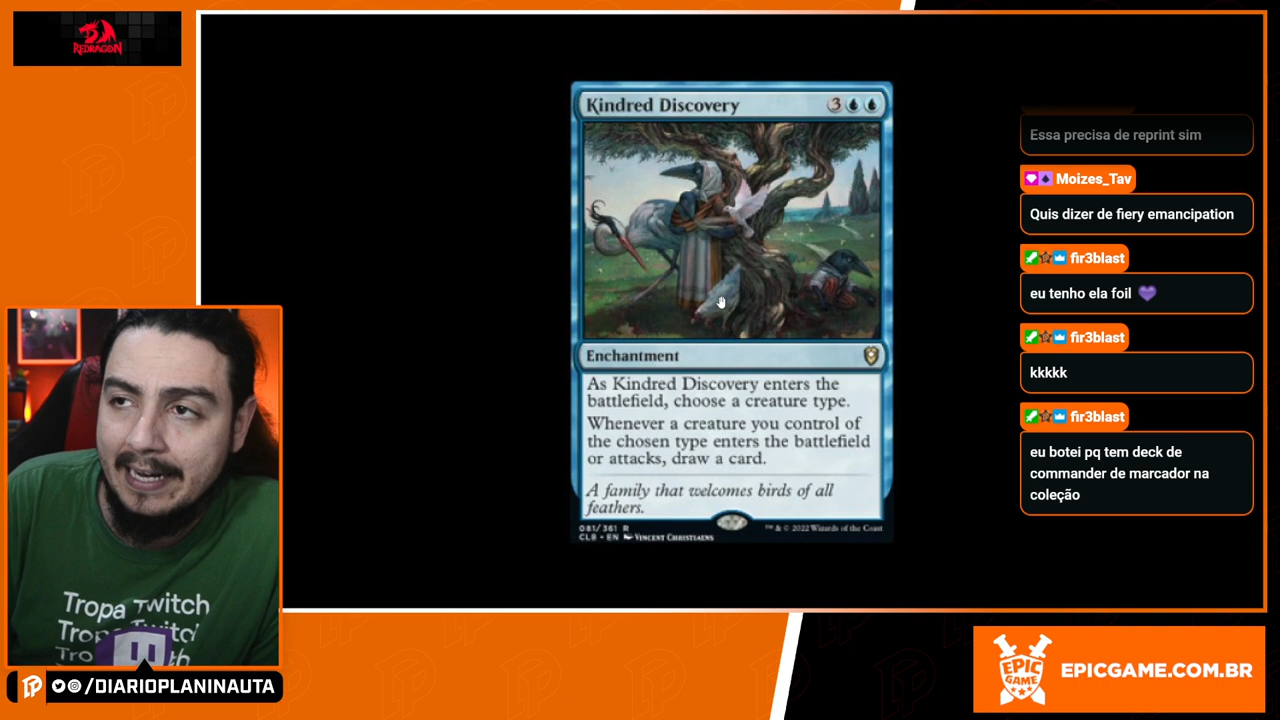 REDRAGON
Kindred Discovery
3
Enchantment
As Kindred Discovery enters the
battlefield, choose a creature type.
Whenever a creature you control of
the chosen type enters the battlefield
or attacks, draw a card.
A family that welcomes birds of all
feathers.
081/361 R
CLB • EN VINCENT CHRISTIAENS
™ & © 2022 Wizards of the Coast
Essa precisa de reprint sim
Moizes_Tav
Quis dizer de fiery emancipation
fir3blast
eu tenho ela foil
fir3blast
kkkkk
fir3blast
eu botei pq tem deck de
commander de marcador na
coleção
Tropa Twitch
Tropa Twitch
/DIARIOPLANINAUTA
EPIC
GAME
EPICGAME.COM.BR